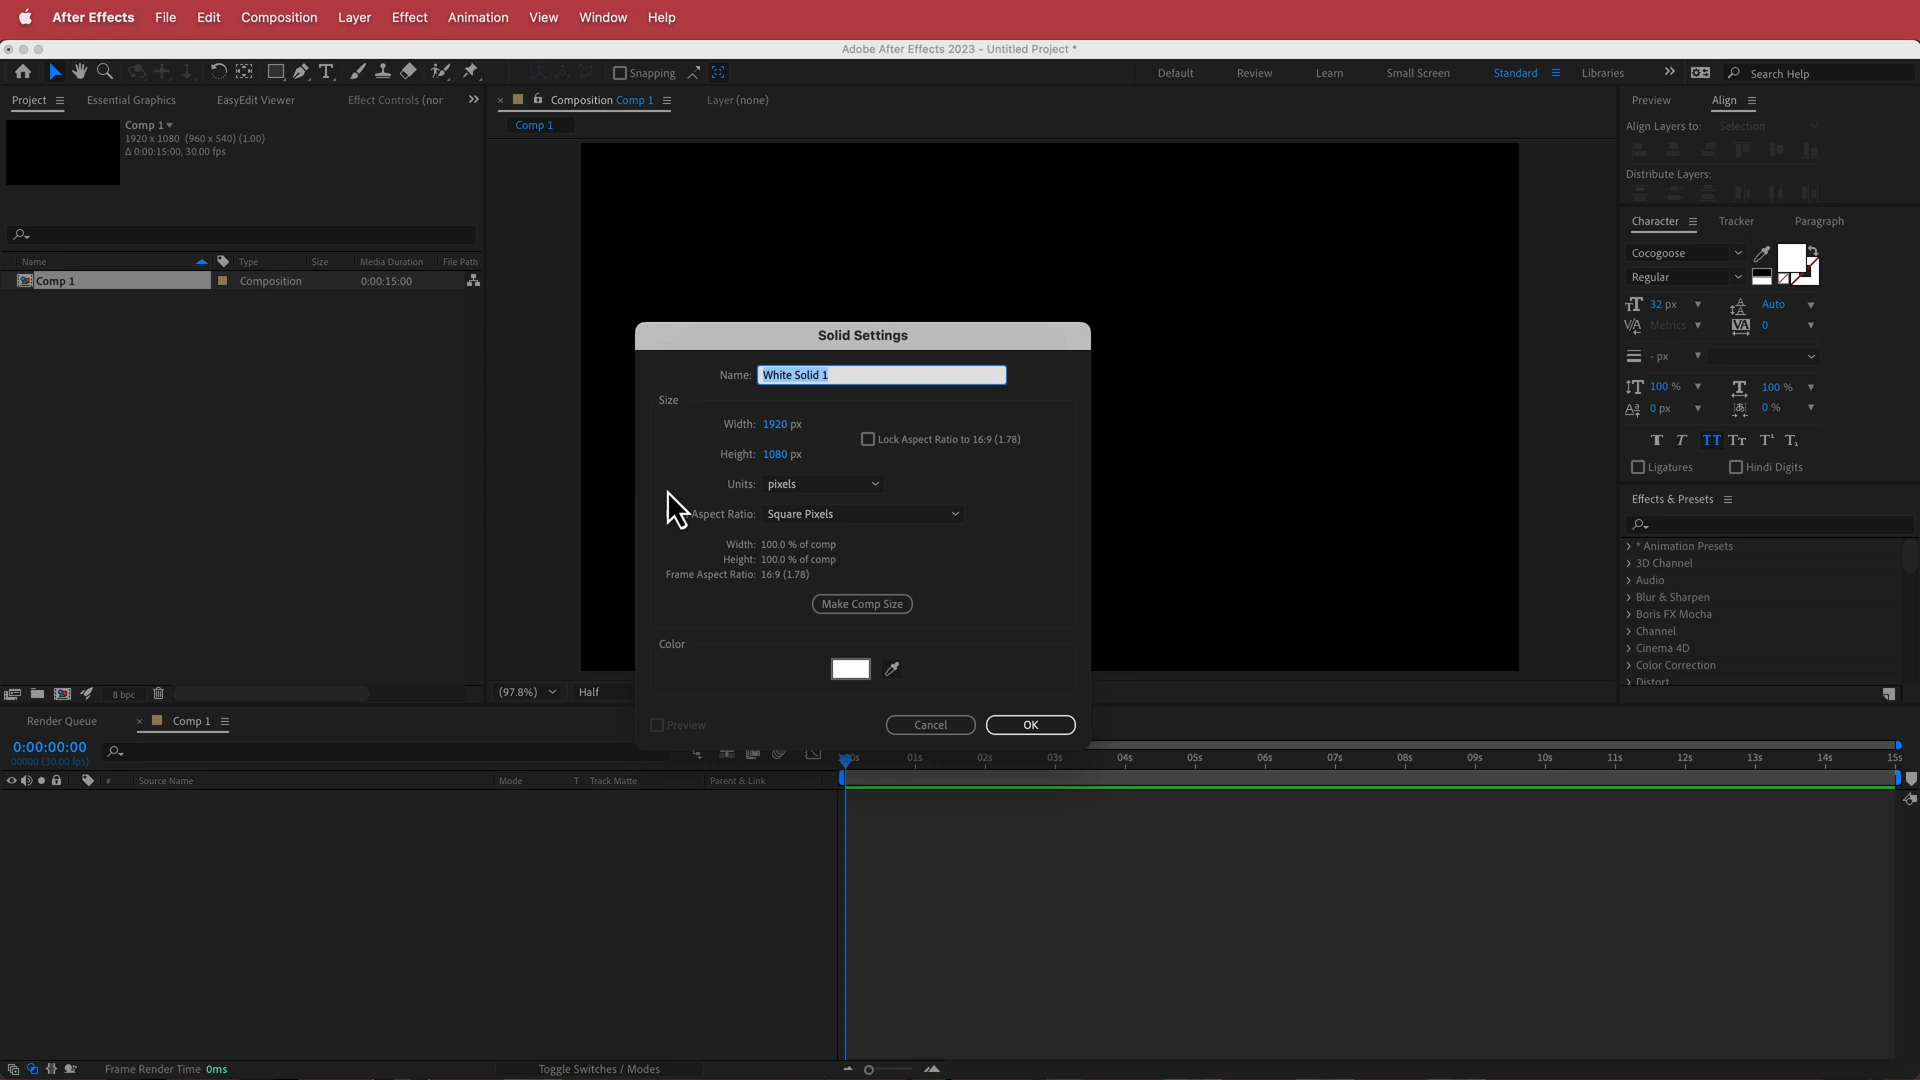 After Effects File Edit Composition Layer Effect Animation View Window Help
Adobe After Effects 2023 - Untitled Project *
Snapping Default Review Learn Small Screen Standard Libraries Search Help
Project Essential Graphics EasyEdit Viewer Effect Controls (nor
Composition Comp 1 Layer (none)
Comp 1
Comp 1
1920 x 1080 (960 x 540) (1.00)
Δ 0:00:15:00, 30.00 fps
Name Type Size Media Duration File Path
Comp 1 Composition 0:00:15:00
Preview Align
Align Layers to: Selection
Distribute Layers:
Character Tracker Paragraph
Cocogoose
Regular
32 px Auto
Metrics 0
- px
100 % 100 %
0 px 0 %
TT
Ligatures Hindi Digits
Effects & Presets
* Animation Presets
3D Channel
Audio
Blur & Sharpen
Boris FX Mocha
Channel
Cinema 4D
Color Correction
Distort
Solid Settings
Name: White Solid 1
Size
Width: 1920 px
Lock Aspect Ratio to 16:9 (1.78)
Height: 1080 px
Units: pixels
Aspect Ratio: Square Pixels
Width: 100.0 % of comp
Height: 100.0 % of comp
Frame Aspect Ratio: 16:9 (1.78)
Make Comp Size
Color
Preview Cancel OK
8 bpc
(97.8%) Half
Render Queue Comp 1
0:00:00:00
00000 (30.00 fps)
# Source Name Mode T Track Matte Parent & Link
01s 02s 03s 04s 05s 06s 07s 08s 09s 10s 11s 12s 13s 14s 15s
Frame Render Time 0ms Toggle Switches / Modes